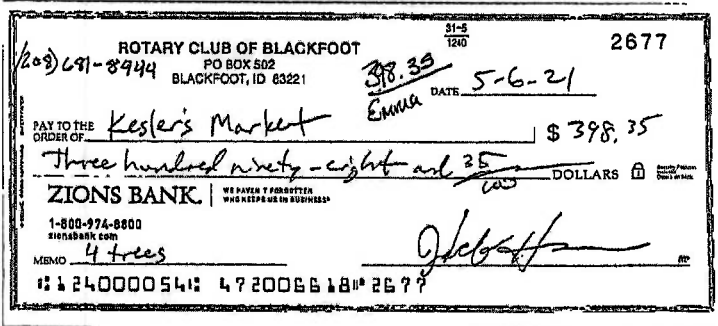 31-5
1240
2677
ROTARY CLUB OF BLACKFOOT
PO BOX 502
BLACKFOOT, ID 83221
(208) 681-8944
398.35
Emma
DATE 5-6-21
PAY TO THE ORDER OF Kesler's Market $ 398.35
Three hundred ninety-eight and 35/100 DOLLARS
ZIONS BANK.
WE HAVEN'T FORGOTTEN
WHO KEEPS US IN BUSINESS®
1-800-974-8800
zionsbank.com
MEMO 4 trees
⑆124000054⑆ 472006618⑈ 2677